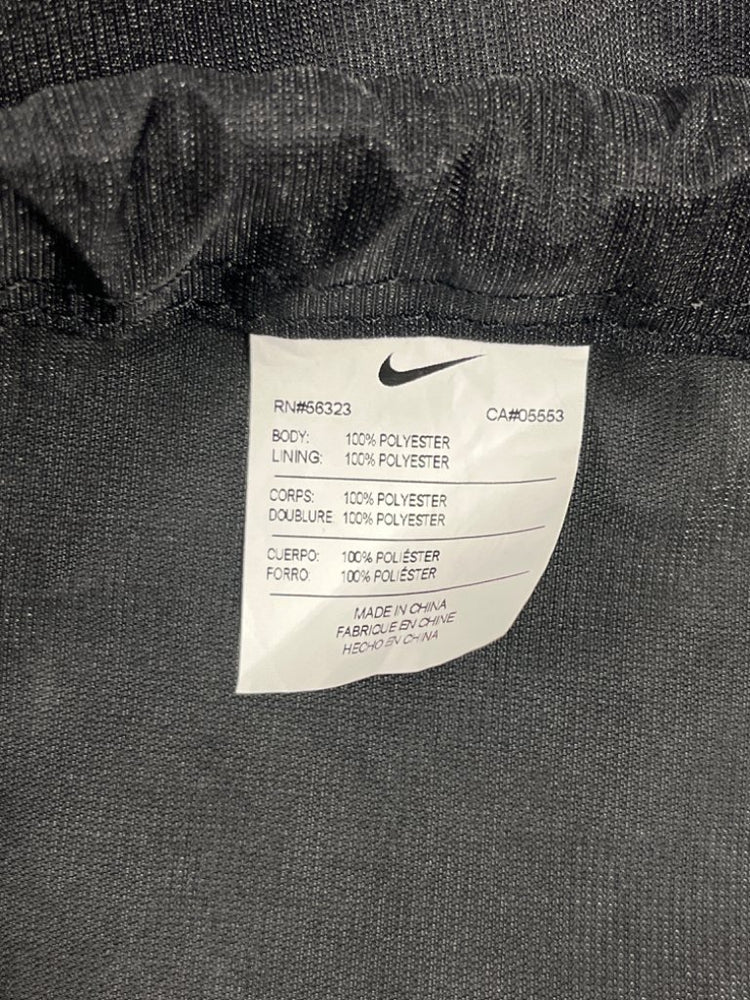 RN#56323 CA#05553
BODY: 100% POLYESTER
LINING: 100% POLYESTER
CORPS: 100% POLYESTER
DOUBLURE 100% POLYESTER
CUERPO: 100% POLIÉSTER
FORRO: 100% POLIÉSTER
MADE IN CHINA
FABRIQUE EN CHINE
HECHO EN CHINA